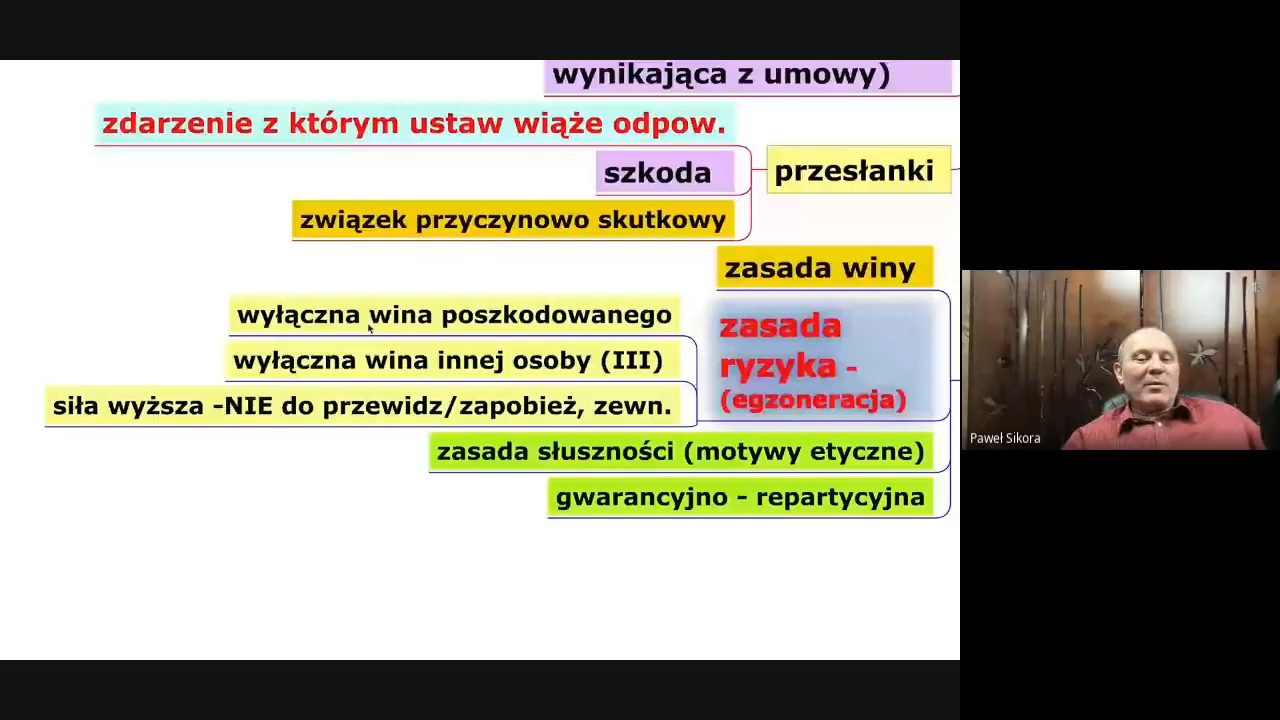 wynikająca z umowy)
zdarzenie z którym ustaw wiąże odpow.
szkoda
przesłanki
związek przyczynowo skutkowy
zasada winy
wyłączna wina poszkodowanego
wyłączna wina innej osoby (III)
siła wyższa -NIE do przewidz/zapobież, zewn.
zasada
ryzyka -
(egzoneracja)
zasada słuszności (motywy etyczne)
gwarancyjno - repartycyjna
Paweł Sikora